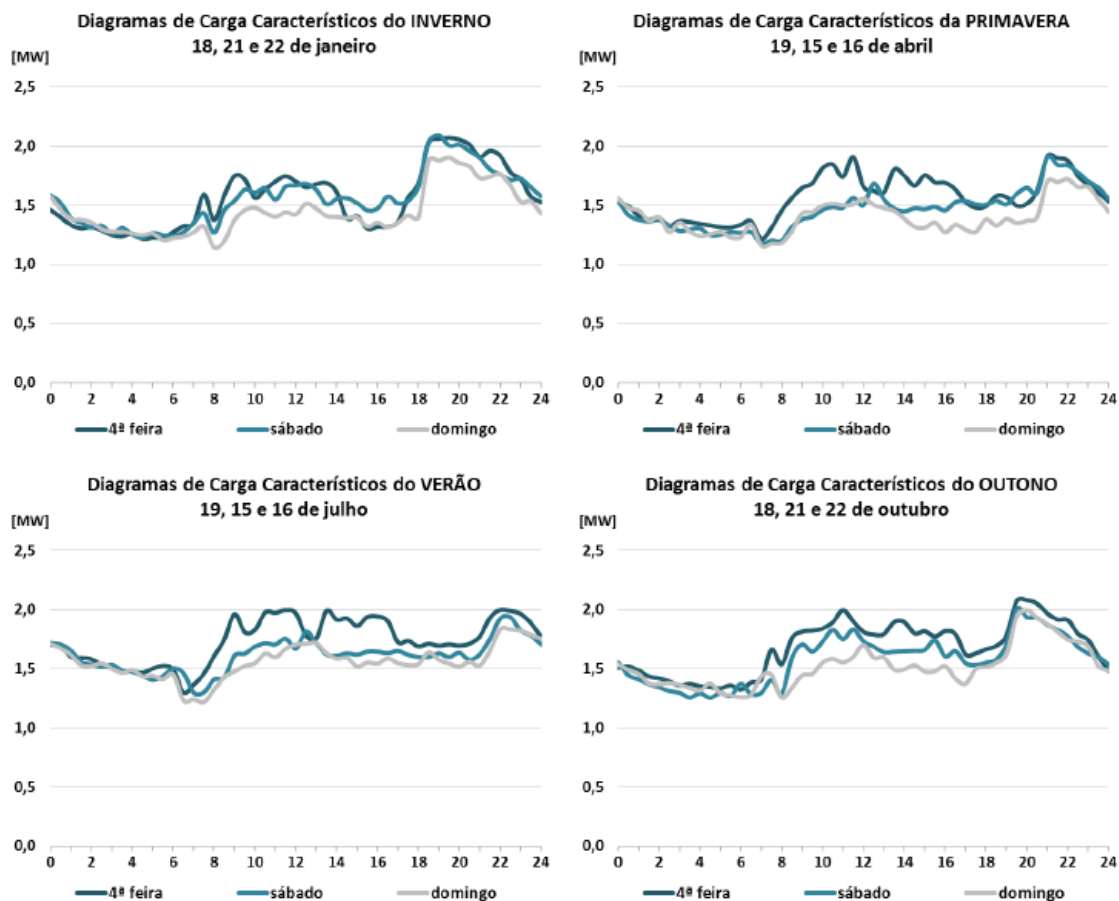 Diagramas de Carga Característicos do INVERNO
18, 21 e 22 de janeiro
[MW]
2,5
2,0
1,5
1,0
0,5
0,0
0 2 4 6 8 10 12 14 16 18 20 22 24
4ª feira sábado domingo
Diagramas de Carga Característicos da PRIMAVERA
19, 15 e 16 de abril
[MW]
2,5
2,0
1,5
1,0
0,5
0,0
0 2 4 6 8 10 12 14 16 18 20 22 24
4ª feira sábado domingo
Diagramas de Carga Característicos do VERÃO
19, 15 e 16 de julho
[MW]
2,5
2,0
1,5
1,0
0,5
0,0
0 2 4 6 8 10 12 14 16 18 20 22 24
4ª feira sábado domingo
Diagramas de Carga Característicos do OUTONO
18, 21 e 22 de outubro
[MW]
2,5
2,0
1,5
1,0
0,5
0,0
0 2 4 6 8 10 12 14 16 18 20 22 24
4ª feira sábado domingo